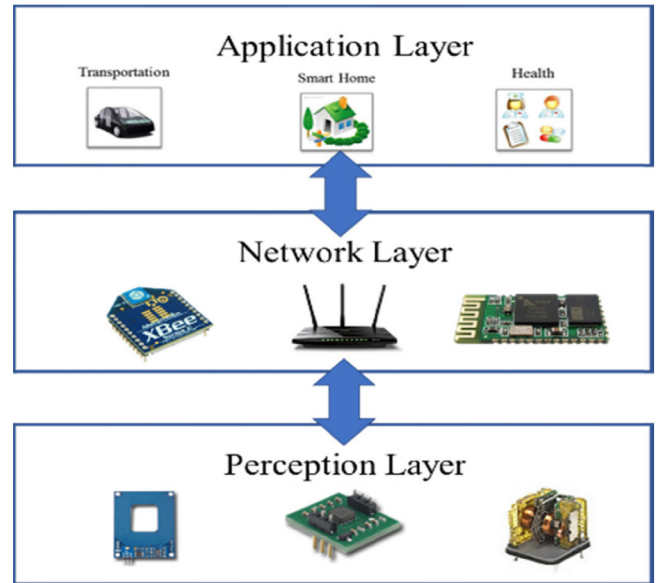 Application Layer
Transportation
Smart Home
Health
Network Layer
XBee
Perception Layer